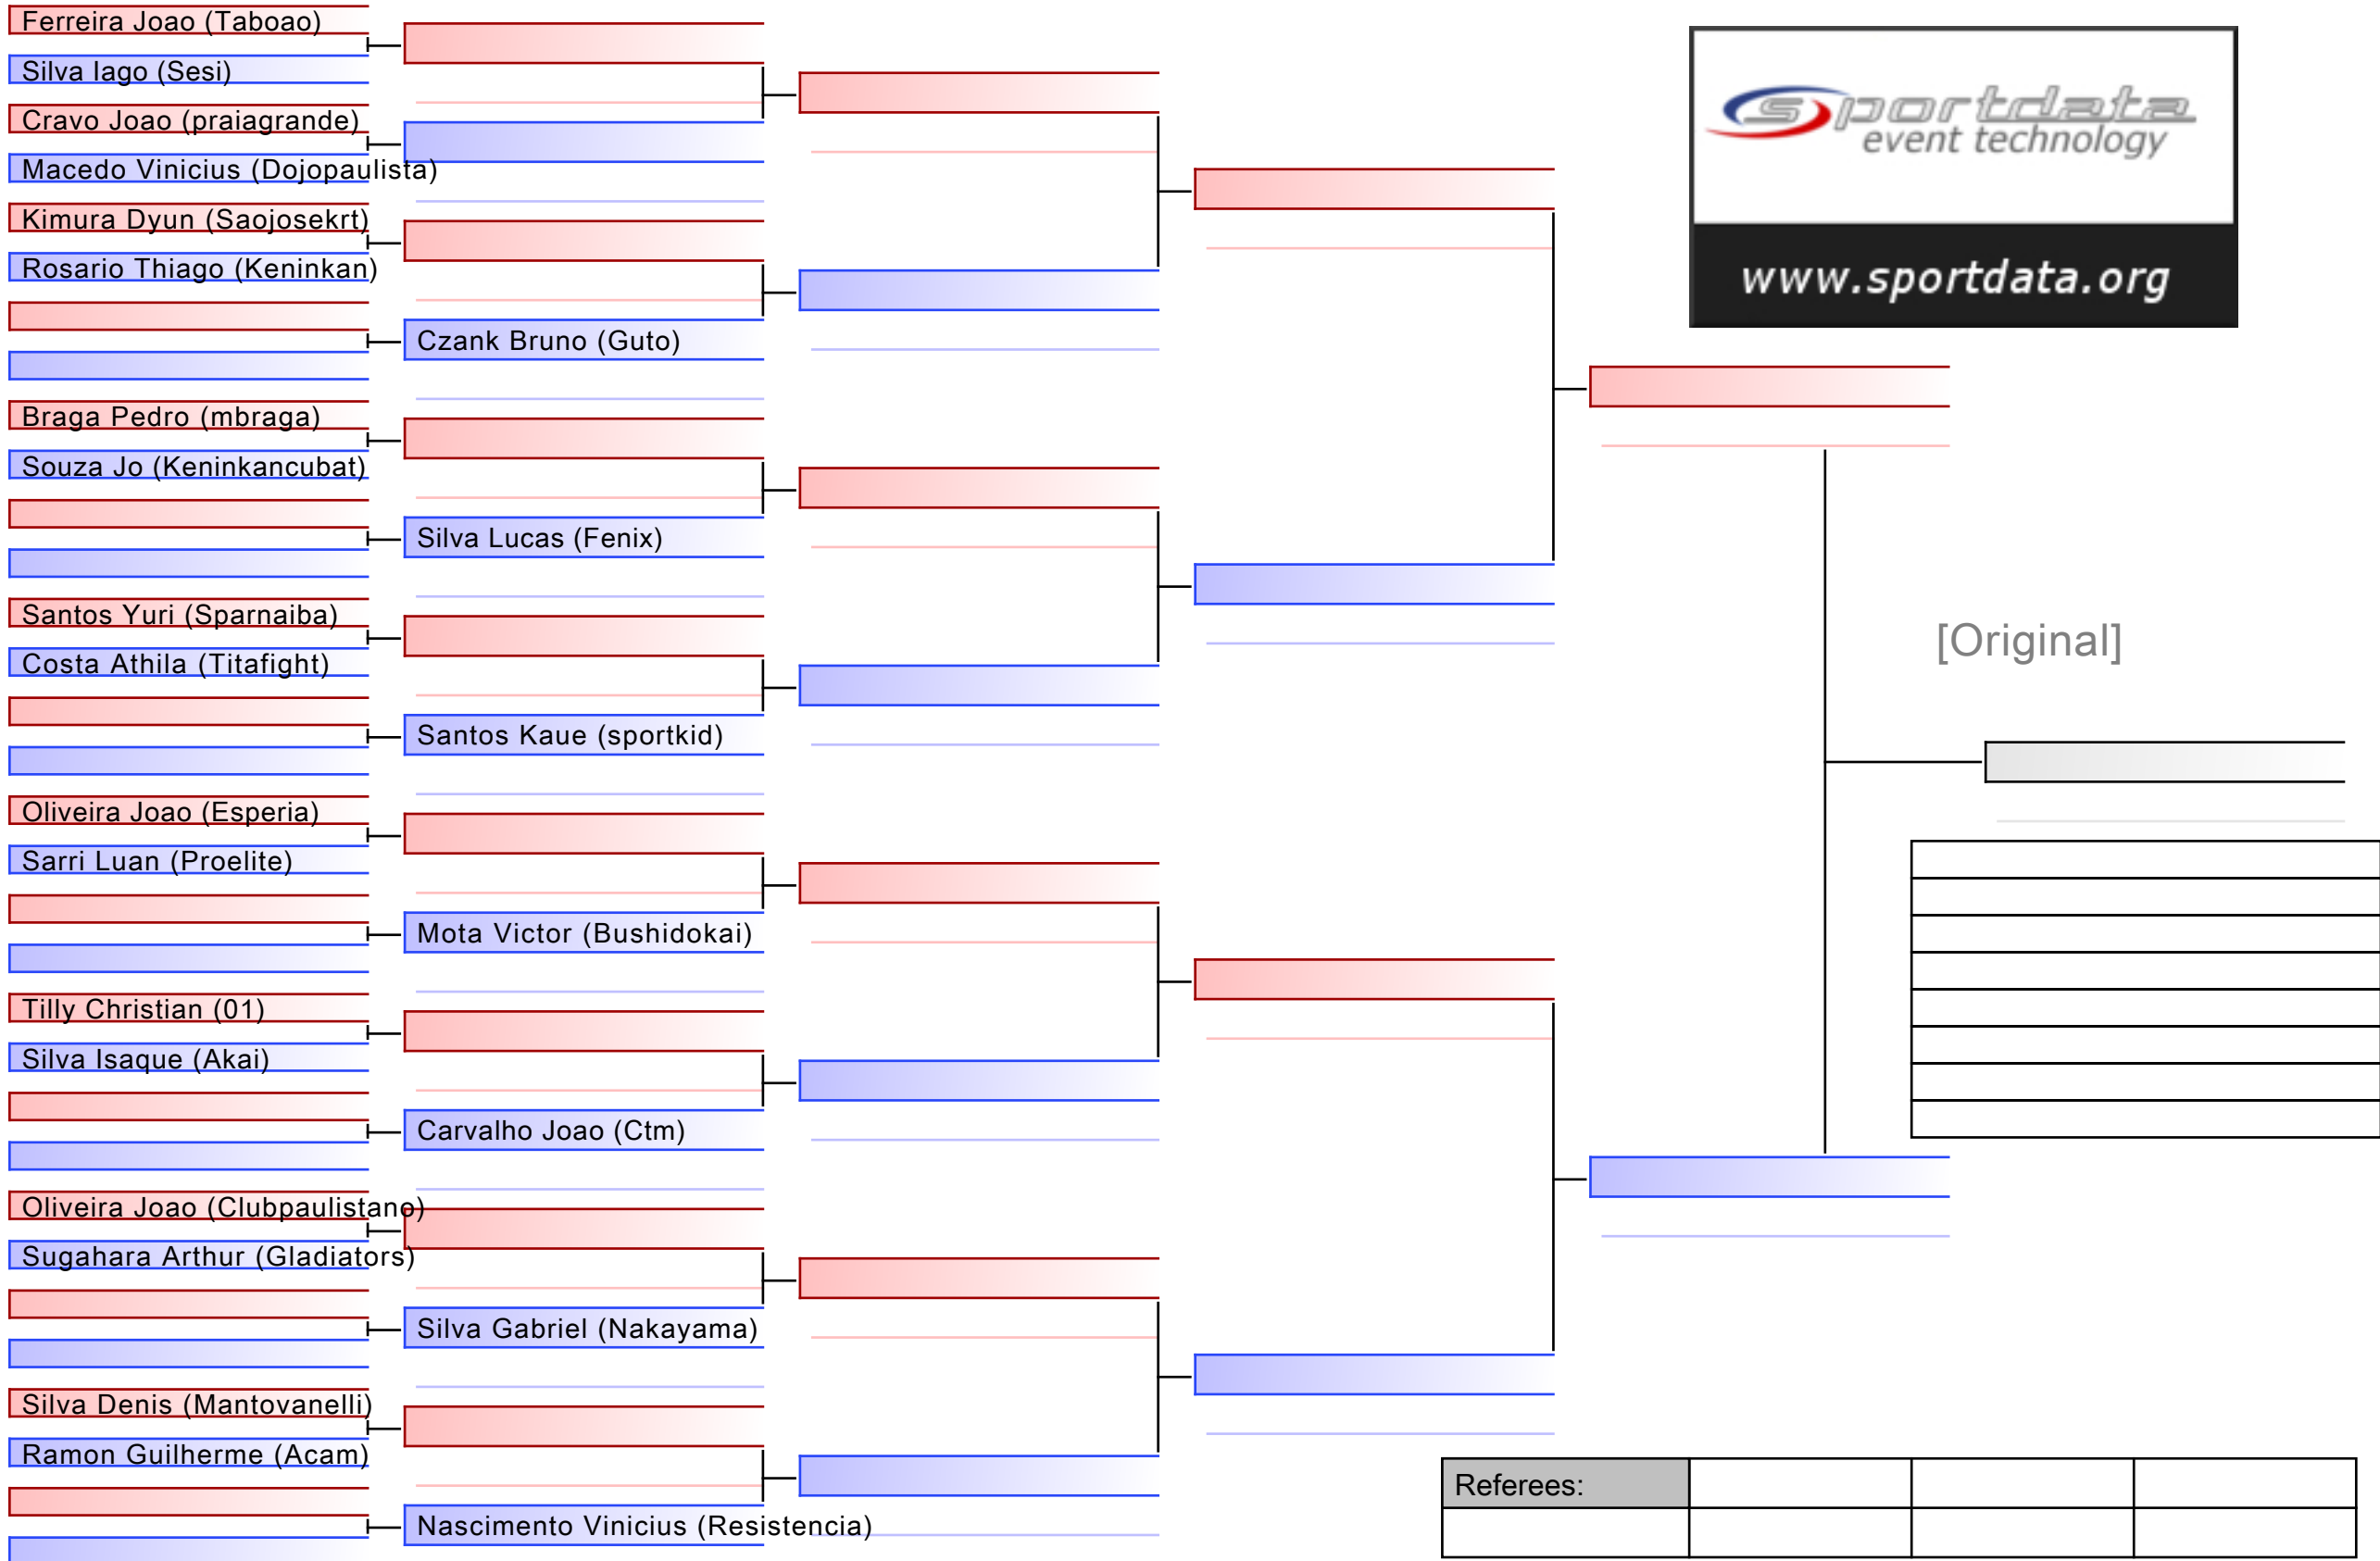 Ferreira Joao (Taboao)
Silva Iago (Sesi)
Cravo Joao (praiagrande)
Macedo Vinicius (Dojopaulista)
Kimura Dyun (Saojosekrt)
Rosario Thiago (Keninkan)
Czank Bruno (Guto)
Braga Pedro (mbraga)
Souza Jo (Keninkancubat)
Silva Lucas (Fenix)
Santos Yuri (Sparnaiba)
Costa Athila (Titafight)
Santos Kaue (sportkid)
Oliveira Joao (Esperia)
Sarri Luan (Proelite)
Mota Victor (Bushidokai)
Tilly Christian (01)
Silva Isaque (Akai)
Carvalho Joao (Ctm)
Oliveira Joao (Clubpaulistano)
Sugahara Arthur (Gladiators)
Silva Gabriel (Nakayama)
Silva Denis (Mantovanelli)
Ramon Guilherme (Acam)
Nascimento Vinicius (Resistencia)
sportdata
event technology
www.sportdata.org
[Original]
Referees: